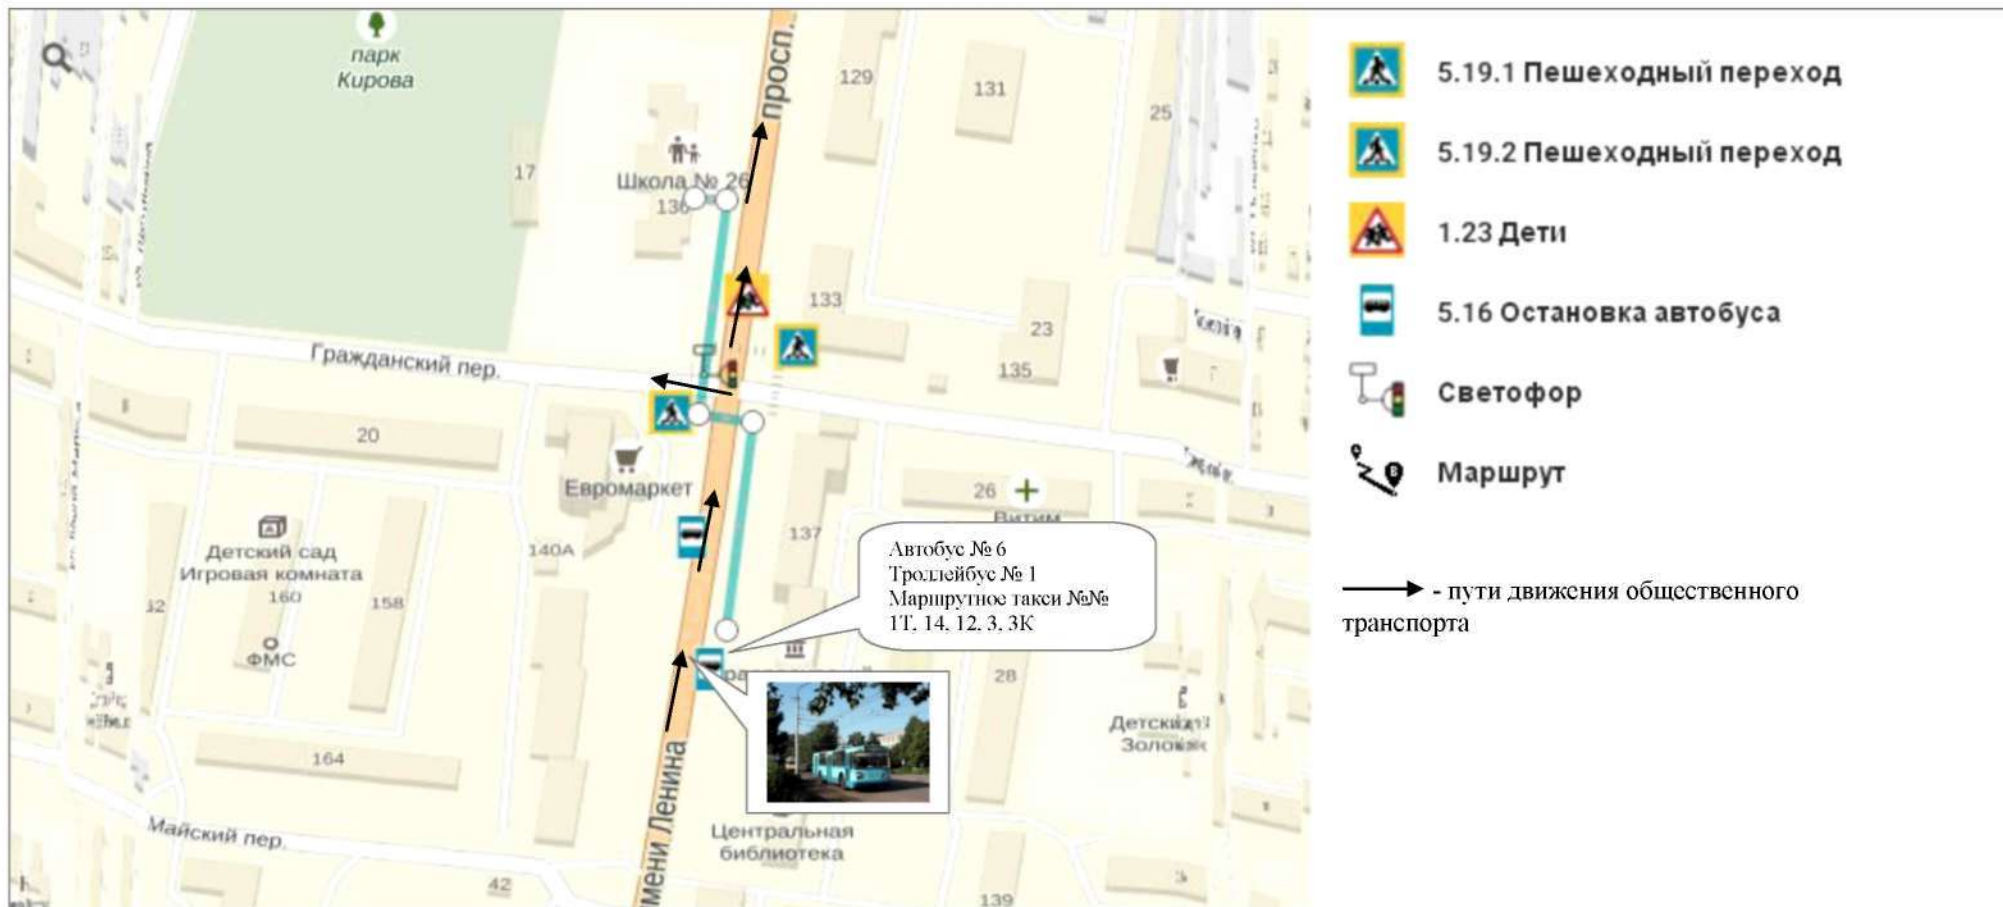 парк
Кирова
просп.
129
131
25
17
Школа № 26
136
133
23
135
Гражданский пер.
20
Евромаркет
26
Витим
140А
137
Детский сад
Игровая комната
160
158
ФМС
164
28
Майский пер.
42
139
Центральная
библиотека
мени Ленина
Автобус № 6
Троллейбус № 1
Маршрутное такси №№
1Т, 14, 12, 3, 3К
5.19.1 Пешеходный переход
5.19.2 Пешеходный переход
1.23 Дети
5.16 Остановка автобуса
Светофор
Маршрут
- пути движения общественного
транспорта